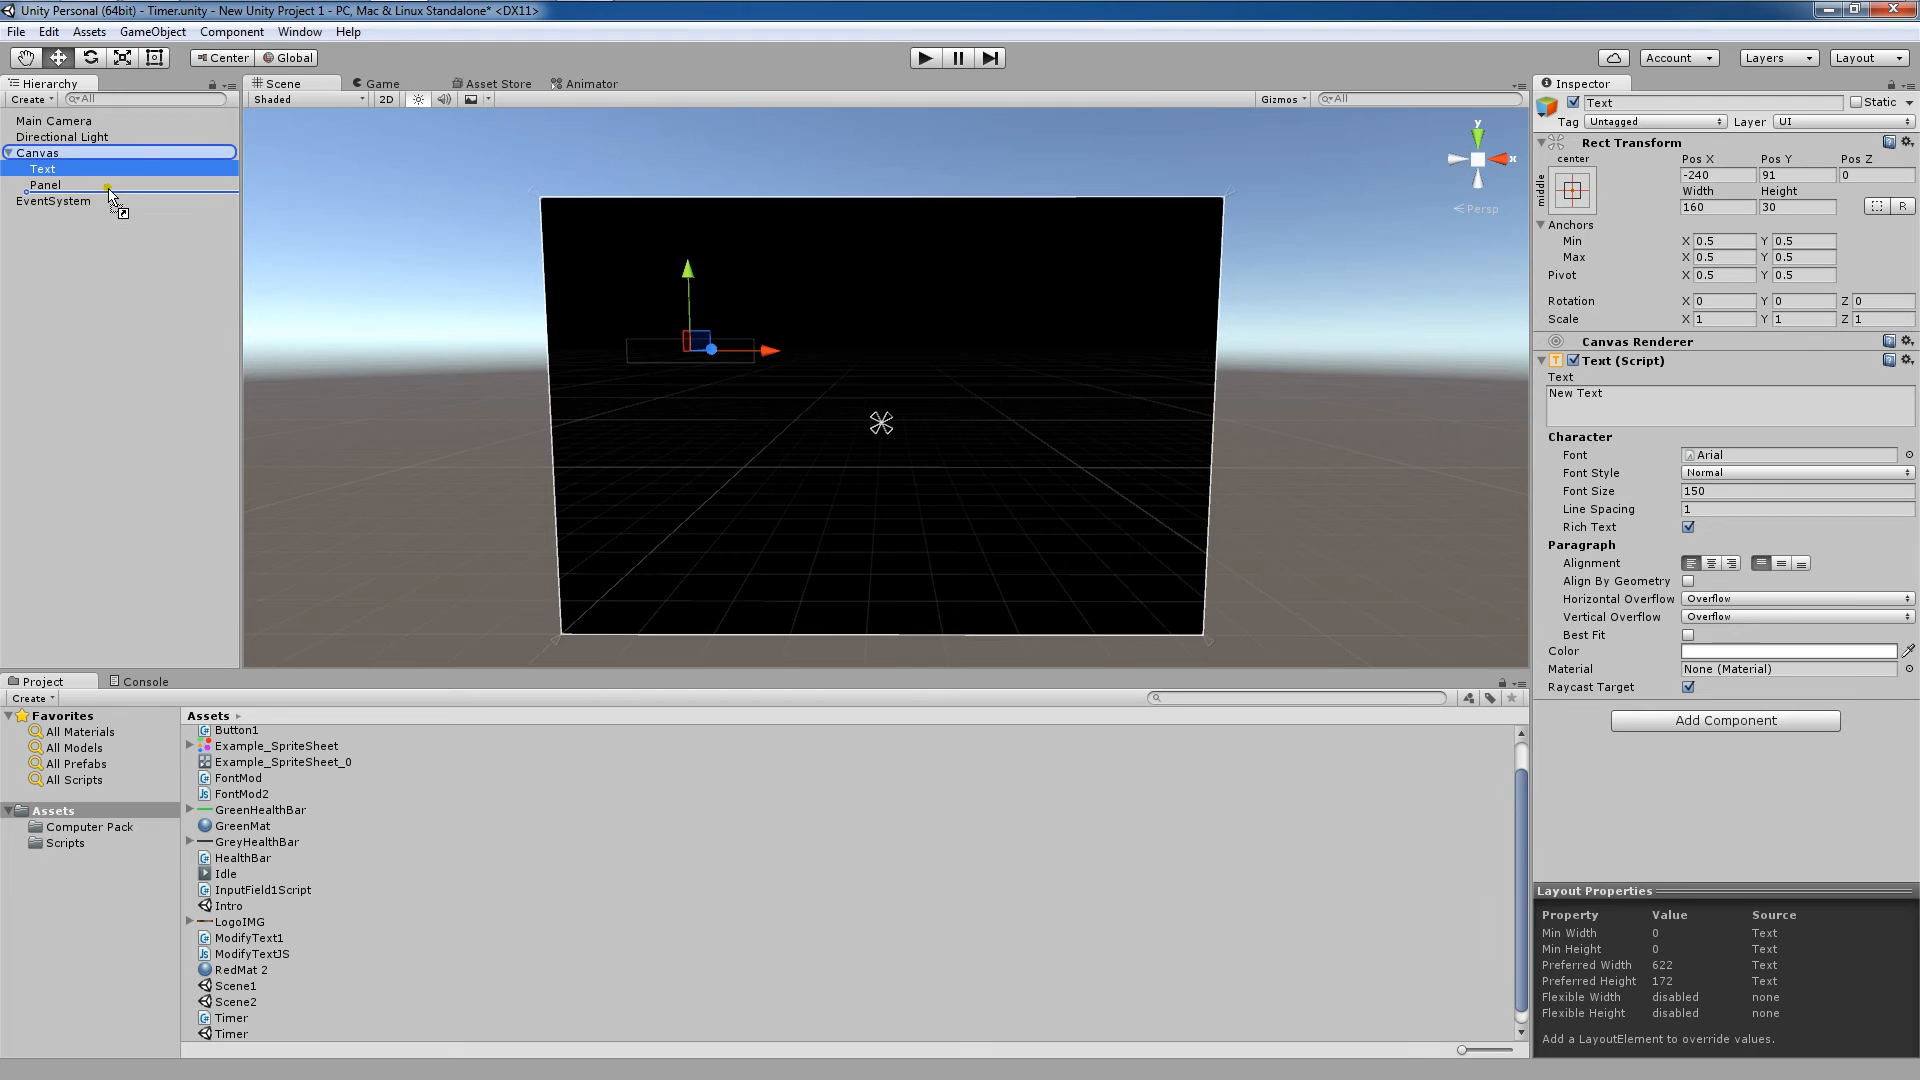 Unity Personal (64bit) - Timer.unity - New Unity Project 1 - PC, Mac & Linux Standalone* <DX11>
File Edit Assets GameObject Component Window Help
Center Global Account Layers Layout
Hierarchy
Create All
Main Camera
Directional Light
Canvas
Text
Panel
EventSystem
Scene Game Asset Store Animator
Shaded 2D Gizmos All
y
x
Persp
Inspector
Text Static
Tag Untagged Layer UI
Rect Transform
center
middle
Pos X Pos Y Pos Z
-240 91 0
Width Height
160 30
R
Anchors
Min X 0.5 Y 0.5
Max X 0.5 Y 0.5
Pivot X 0.5 Y 0.5
Rotation X 0 Y 0 Z 0
Scale X 1 Y 1 Z 1
Canvas Renderer
Text (Script)
Text
New Text
Character
Font Arial
Font Style Normal
Font Size 150
Line Spacing 1
Rich Text
Paragraph
Alignment
Align By Geometry
Horizontal Overflow Overflow
Vertical Overflow Overflow
Best Fit
Color
Material None (Material)
Raycast Target
Add Component
Layout Properties
Property Value Source
Min Width 0 Text
Min Height 0 Text
Preferred Width 622 Text
Preferred Height 172 Text
Flexible Width disabled none
Flexible Height disabled none
Add a LayoutElement to override values.
Project Console
Create
Favorites
All Materials
All Models
All Prefabs
All Scripts
Assets
Computer Pack
Scripts
Assets
Button1
Example_SpriteSheet
Example_SpriteSheet_0
FontMod
FontMod2
GreenHealthBar
GreenMat
GreyHealthBar
HealthBar
Idle
InputField1Script
Intro
LogoIMG
ModifyText1
ModifyTextJS
RedMat 2
Scene1
Scene2
Timer
Timer